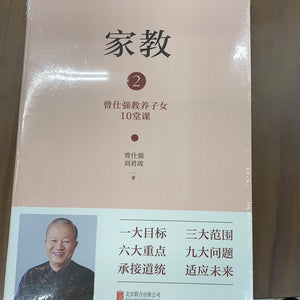 家教
2
曾仕强教养子女
10堂课
曾仕强
刘君政
著
一大目标 三大范围
六大重点 九大问题
承接道统 适应未来
北京联合出版公司